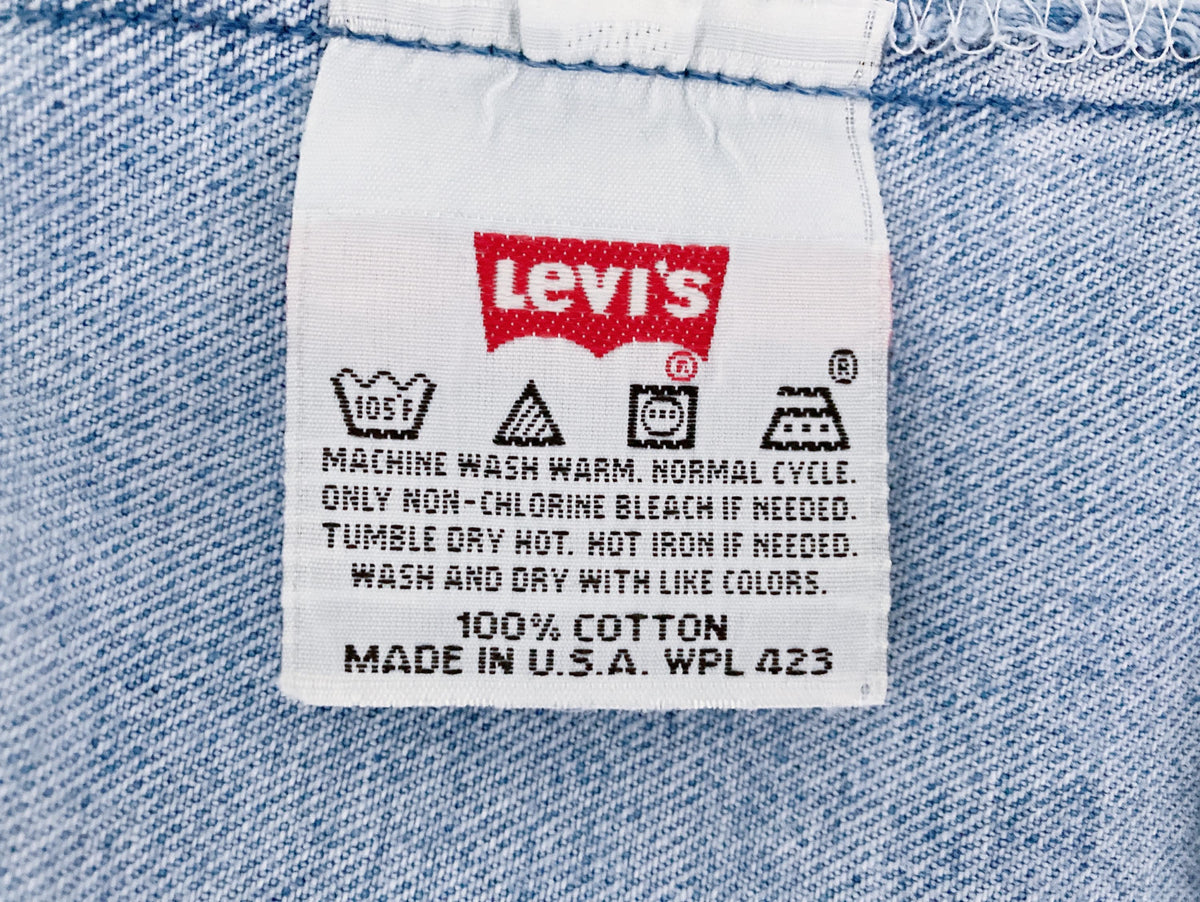 LEVI'S
®
®
105°F
MACHINE WASH WARM. NORMAL CYCLE.
ONLY NON-CHLORINE BLEACH IF NEEDED.
TUMBLE DRY HOT. HOT IRON IF NEEDED.
WASH AND DRY WITH LIKE COLORS.
100% COTTON
MADE IN U.S.A. WPL 423